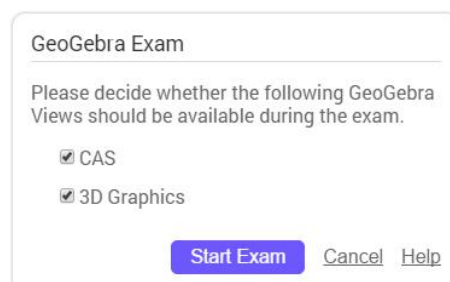 GeoGebra Exam
Please decide whether the following GeoGebra
Views should be available during the exam.
CAS
3D Graphics
Start Exam Cancel Help